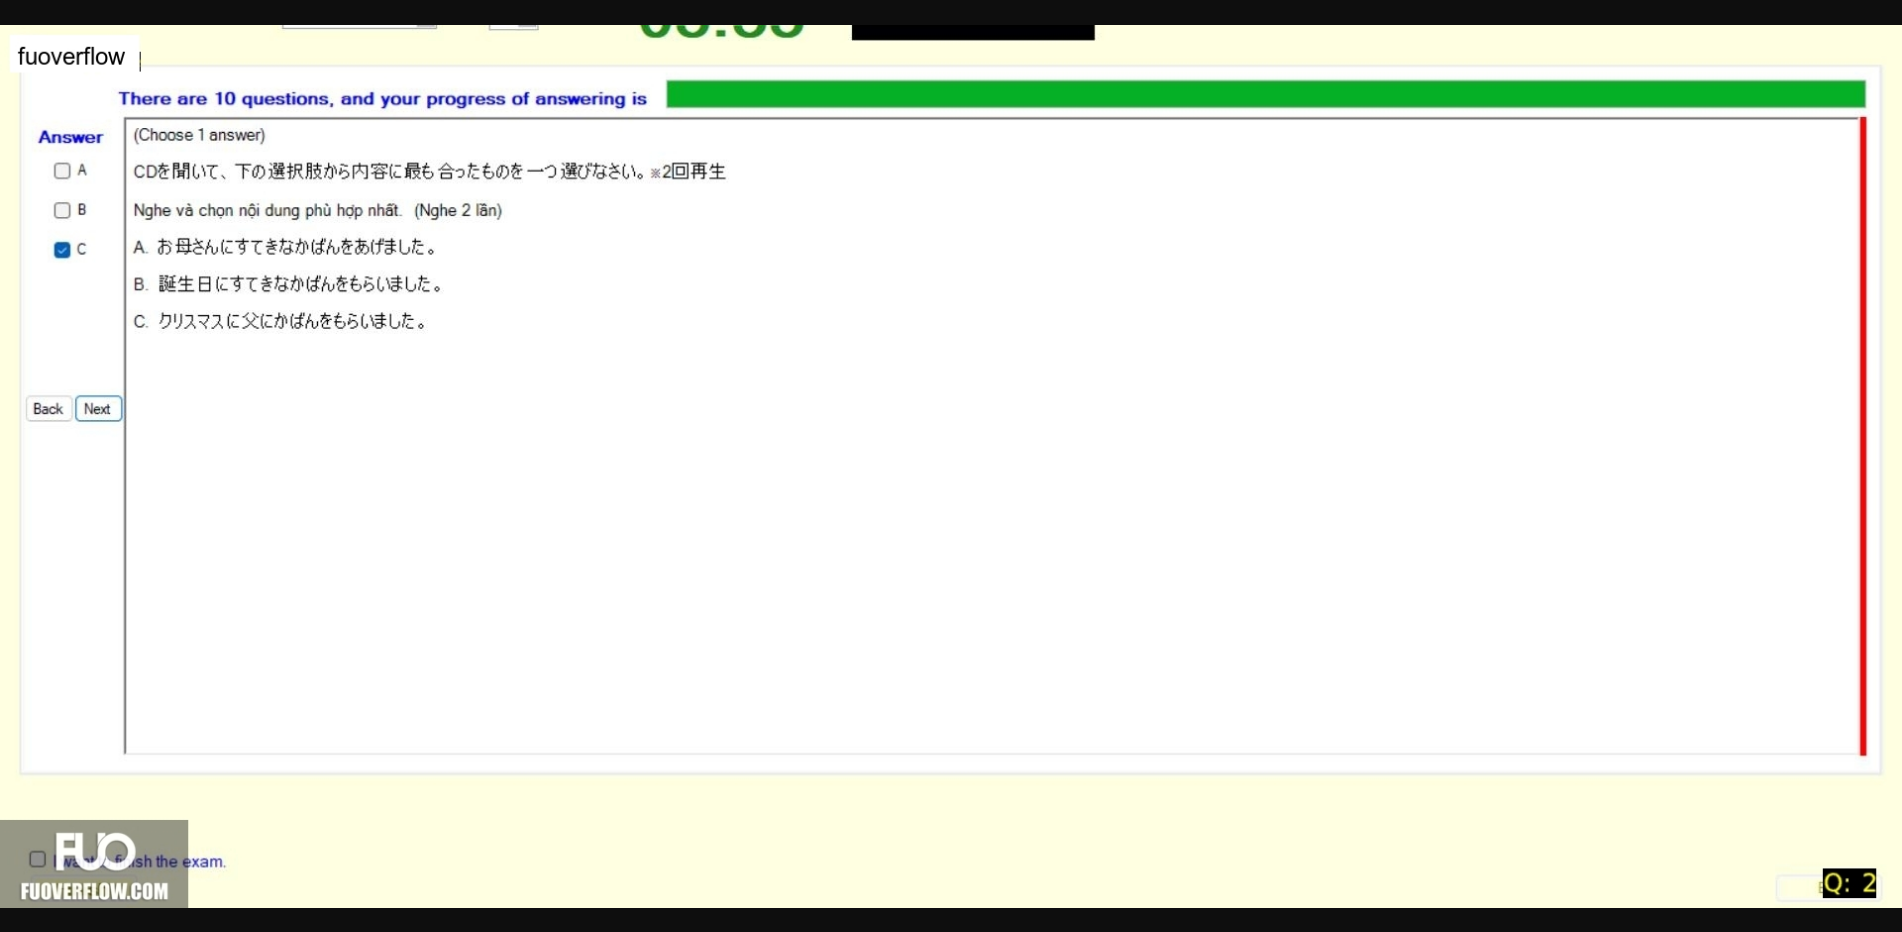 fuoverflow
There are 10 questions, and your progress of answering is
Answer
(Choose 1 answer)
A
CDを聞いて、下の選択肢から内容に最も合ったものを一つ選びなさい。※2回再生
B
Nghe và chọn nội dung phù hợp nhất. (Nghe 2 lần)
C
A. お母さんにすてきなかばんをあげました。
B. 誕生日にすてきなかばんをもらいました。
C. クリスマスに父にかばんをもらいました。
Back Next
FUO
finish the exam.
FUOVERFLOW.COM
Q: 2